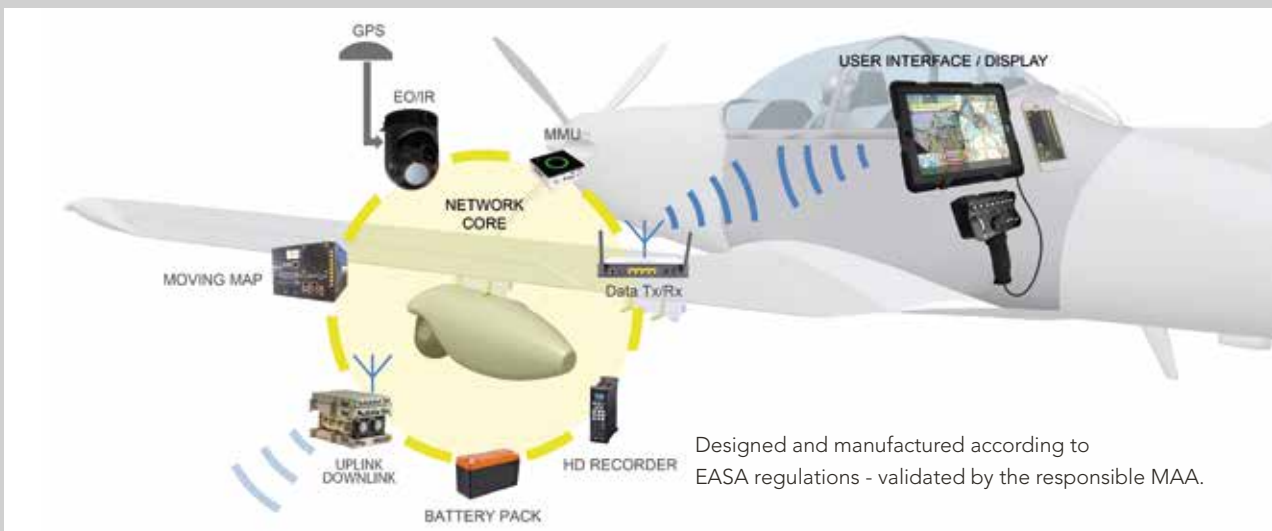 GPS
EO/IR
USER INTERFACE / DISPLAY
MMU
NETWORK
CORE
MOVING MAP
Data Tx/Rx
UPLINK
DOWNLINK
HD RECORDER
BATTERY PACK
Designed and manufactured according to
EASA regulations - validated by the responsible MAA.